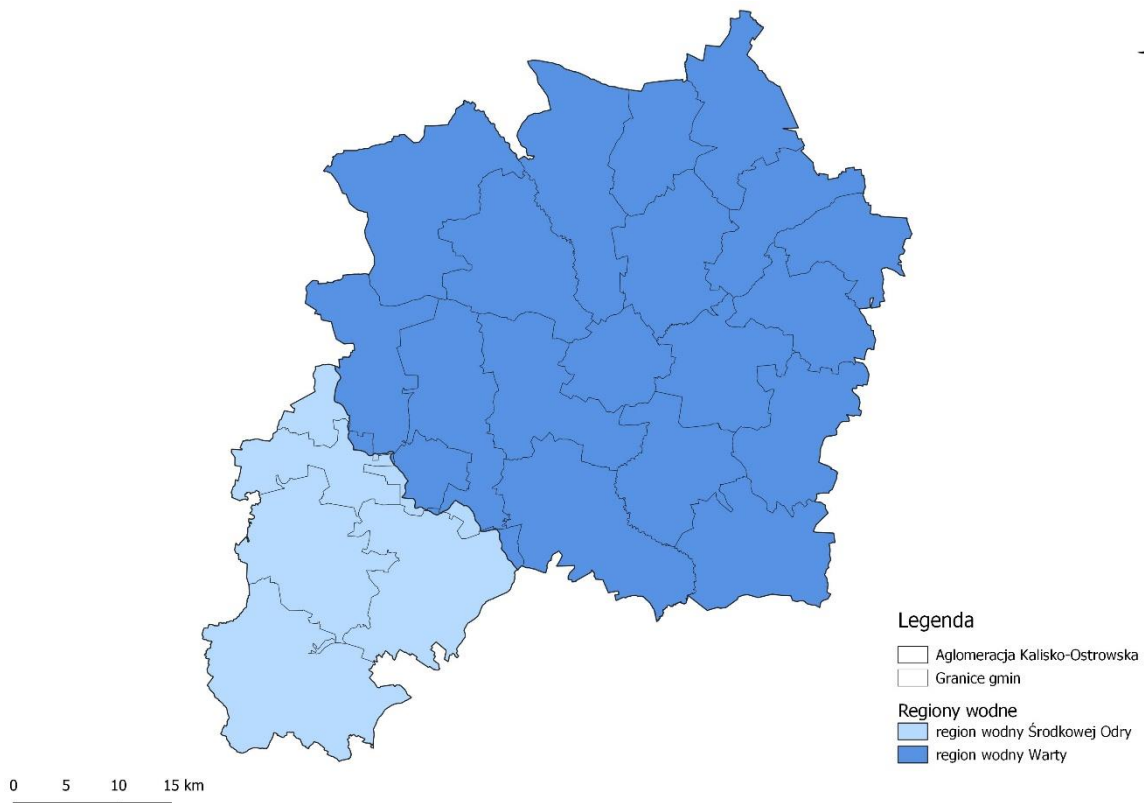 Legenda
Aglomeracja Kalisko-Ostrowska
Granice gmin
Regiony wodne
region wodny Środkowej Odry
region wodny Warty
0 5 10 15 km